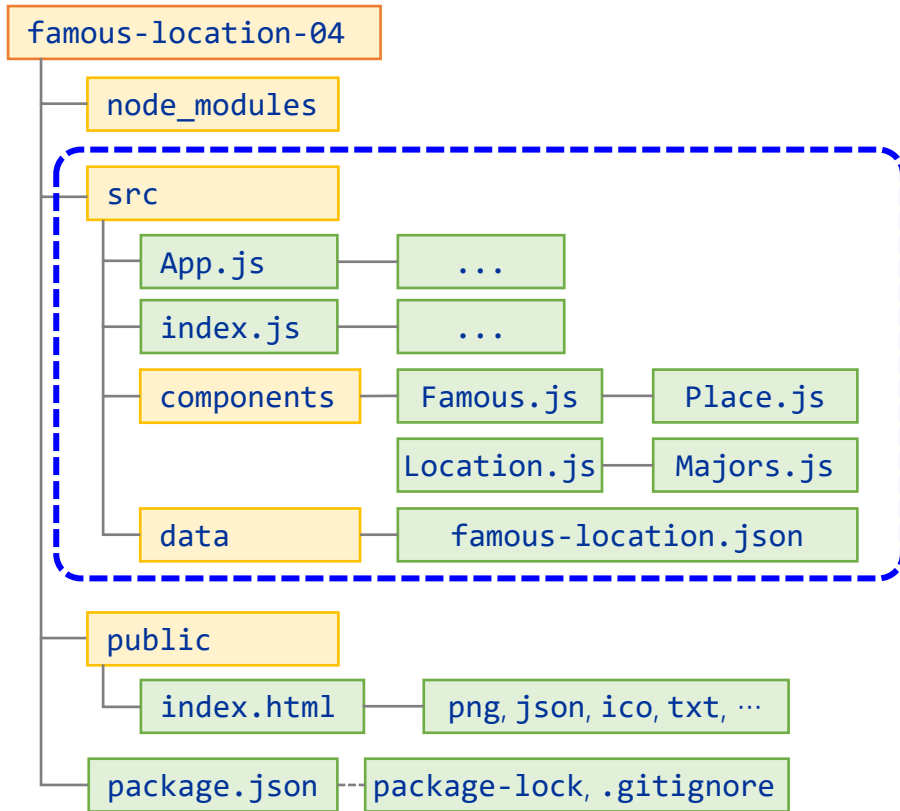 famous-location-04
node_modules
src
App.js ...
index.js ...
components Famous.js Place.js
Location.js Majors.js
data famous-location.json
public
index.html png, json, ico, txt, ⋯
package.json package-lock, .gitignore